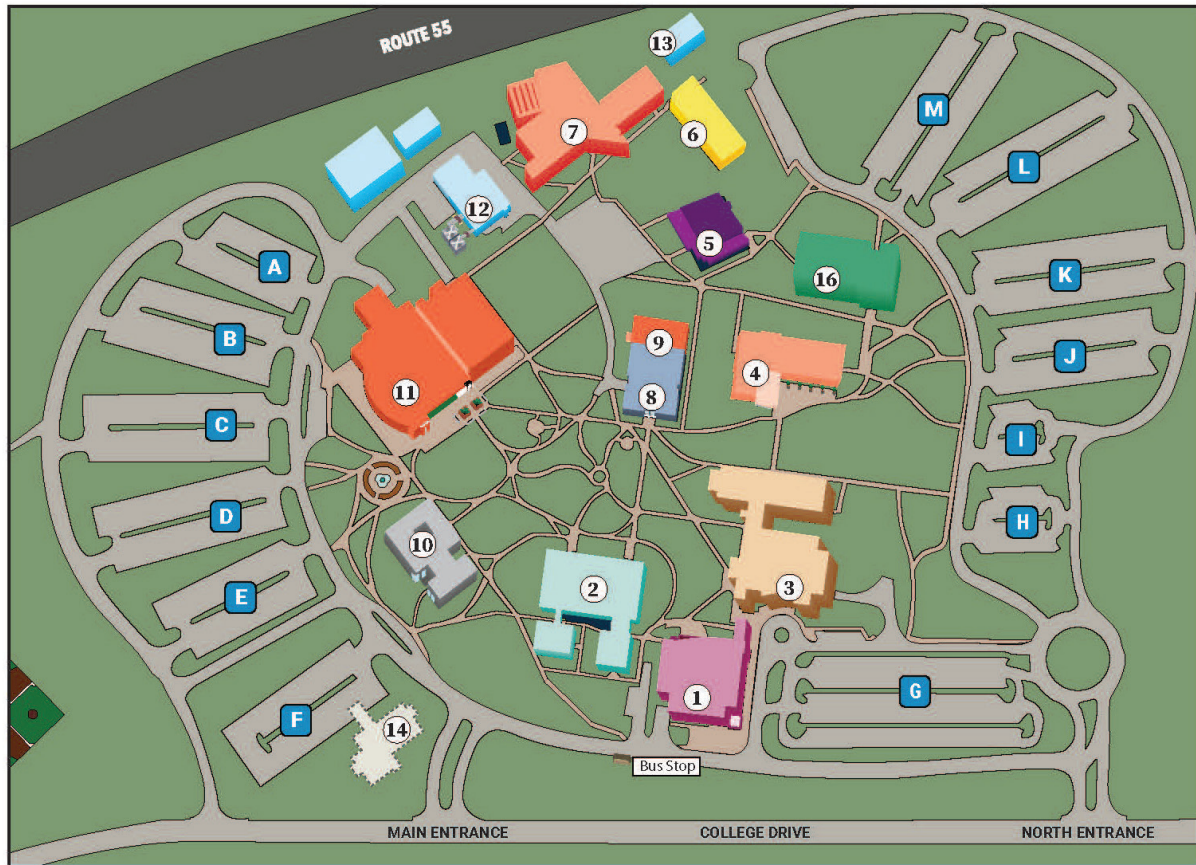 ROUTE 55
13
M
7
6
L
12
5
A
K
16
B
9
J
4
11
8
C
I
D
H
10
E
2
3
1
G
F
14
Bus Stop
MAIN ENTRANCE
COLLEGE DRIVE
NORTH ENTRANCE